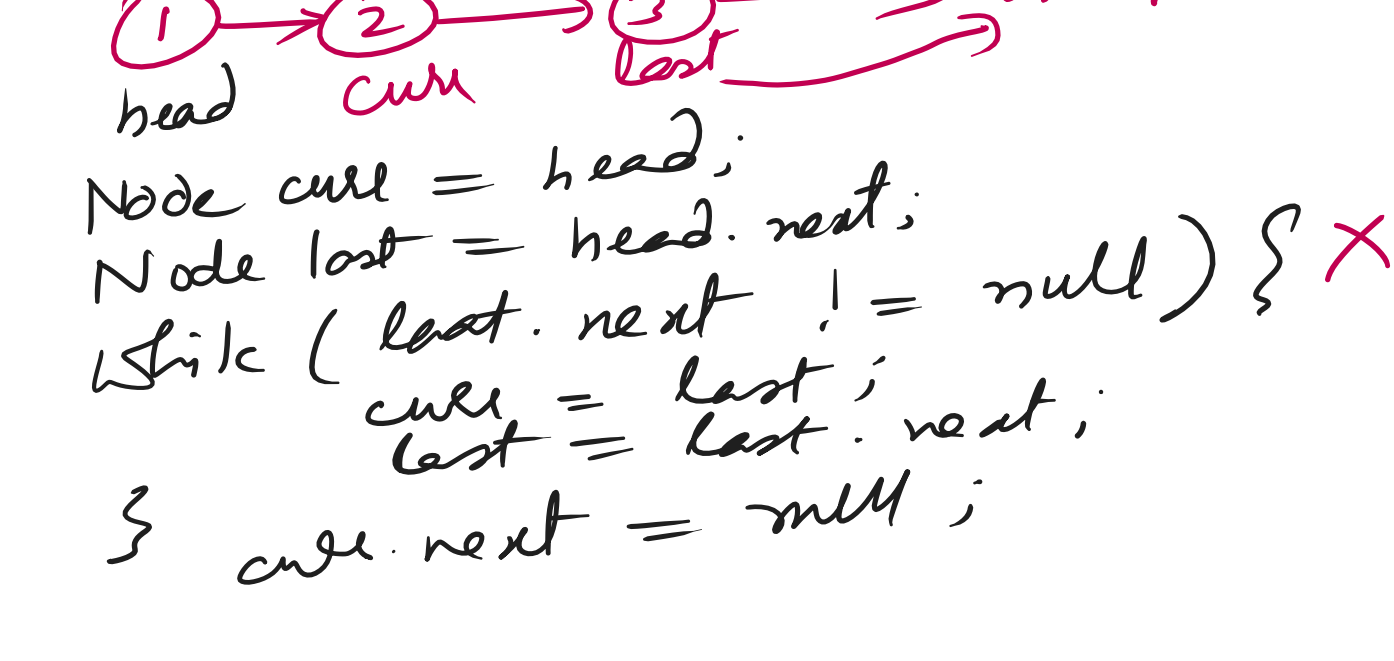 1 2 3
last
head curr
Node curr = head;
Node last = head.next;
while (last.next != null) {
curr = last;
last = last.next;
}
curr.next = null;